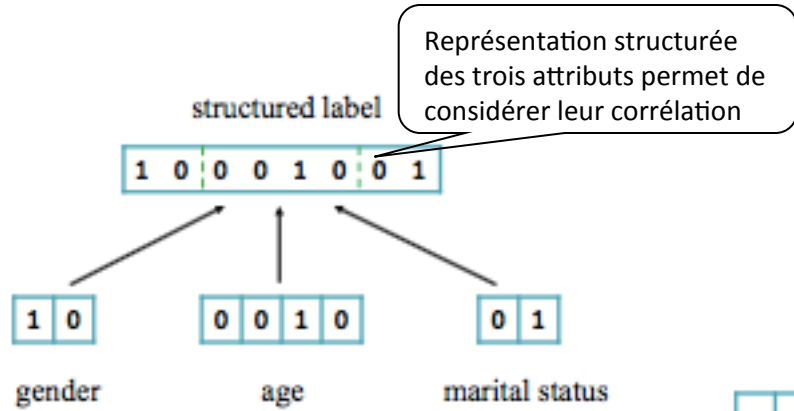 Représentation structurée
des trois attributs permet de
considérer leur corrélation
structured label
1 0 0 0 1 0 0 1
1 0
0 0 1 0
0 1
gender
age
marital status